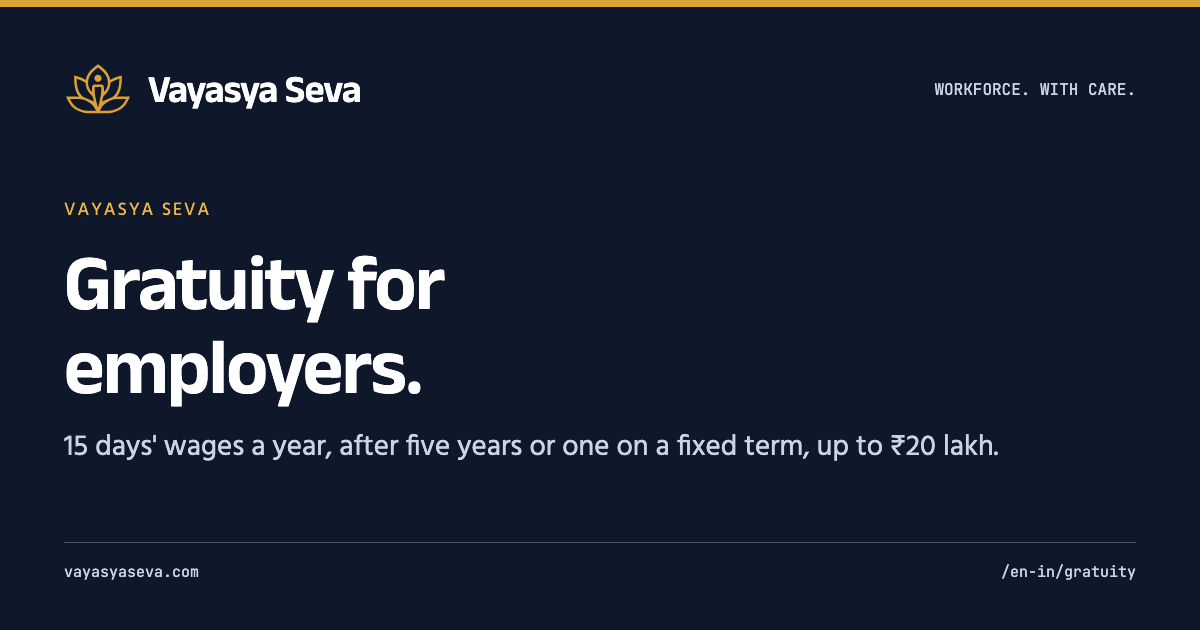 Vayasya Seva
WORKFORCE. WITH CARE.
VAYASYA SEVA
Gratuity for
employers.
15 days' wages a year, after five years or one on a fixed term, up to ₹20 lakh.
vayasyaseva.com
/en-in/gratuity